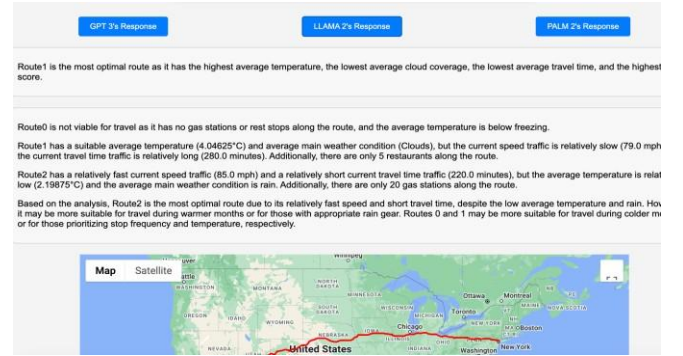 GPT 3's Response
LLAMA 2's Response
PALM 2's Response
Route1 is the most optimal route as it has the highest average temperature, the lowest average cloud coverage, the lowest average travel time, and the highest
score.
Route0 is not viable for travel as it has no gas stations or rest stops along the route, and the average temperature is below freezing.
Route1 has a suitable average temperature (4.04625°C) and average main weather condition (Clouds), but the current speed traffic is relatively slow (79.0 mph
the current travel time traffic is relatively long (280.0 minutes). Additionally, there are only 5 restaurants along the route.
Route2 has a relatively fast current speed traffic (85.0 mph) and a relatively short current travel time traffic (220.0 minutes), but the average temperature is relat
low (2.19875°C) and the average main weather condition is rain. Additionally, there are only 20 gas stations along the route.
Based on the analysis, Route2 is the most optimal route due to its relatively fast speed and short travel time, despite the low average temperature and rain. How
it may be more suitable for travel during warmer months or for those with appropriate rain gear. Routes 0 and 1 may be more suitable for travel during colder m
or for those prioritizing stop frequency and temperature, respectively.
Map Satellite
WASHINGTON
MONTANA
NORTH DAKOTA
MINNESOTA
Ottawa
Montreal
MAINE
NOVA SCOTIA
OREGON
IDAHO
WYOMING
SOUTH DAKOTA
WISCONSIN
MICHIGAN
Toronto
NEW YORK
Boston
NEBRASKA
IOWA
Chicago
ILLINOIS
INDIANA
OHIO
New York
NEVADA
United States
Washington